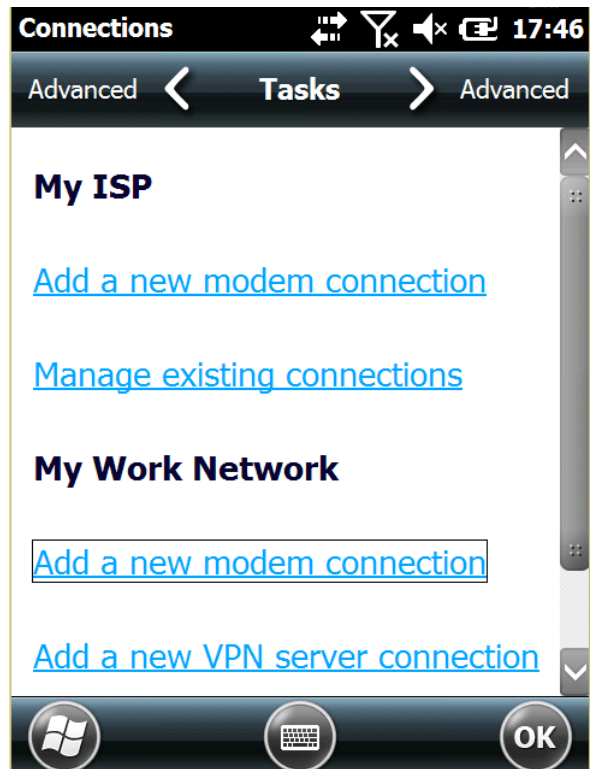 Connections 17:46
Advanced Tasks Advanced
My ISP
Add a new modem connection
Manage existing connections
My Work Network
Add a new modem connection
Add a new VPN server connection
OK